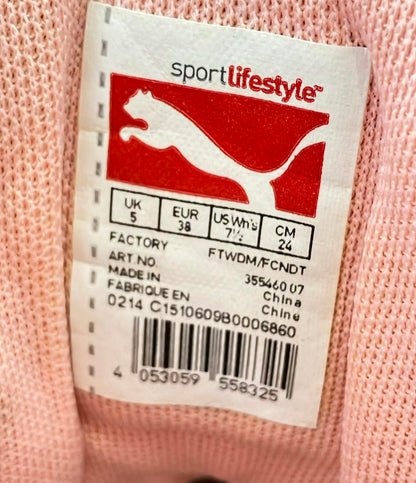 sportlifestyle™
UK EUR US Wn's CM
5 38 7½ 24
FACTORY FTWDM/FCNDT
ART NO. 355460 07
MADE IN China
FABRIQUE EN Chine
0214 C1510609B0006860
4 053059 558325